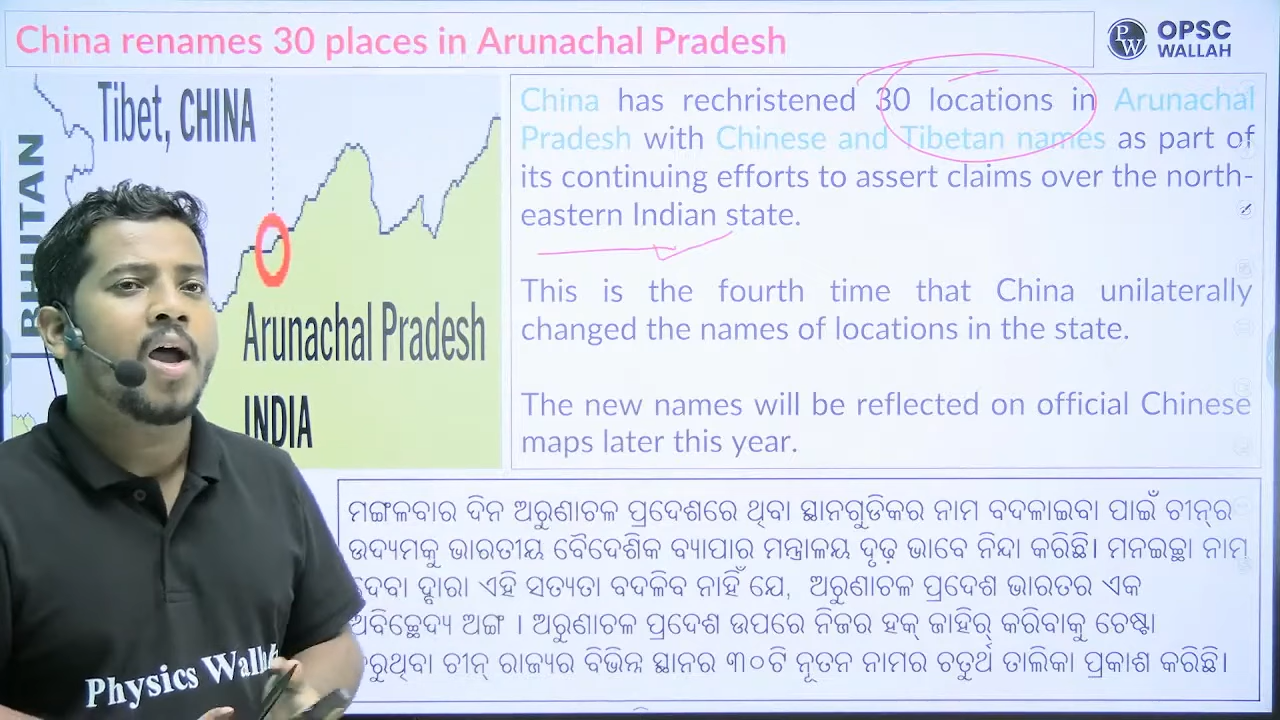 China renames 30 places in Arunachal Pradesh
PW
OPSC
WALLAH
Tibet, CHINA
BHUTAN
Arunachal Pradesh
INDIA
China has rechristened 30 locations in Arunachal
Pradesh with Chinese and Tibetan names as part of
its continuing efforts to assert claims over the north-
eastern Indian state.
This is the fourth time that China unilaterally
changed the names of locations in the state.
The new names will be reflected on official Chinese
maps later this year.
ମଙ୍ଗଳବାର ଦିନ ଅରୁଣାଚଳ ପ୍ରଦେଶରେ ଥିବା ସ୍ଥାନଗୁଡିକର ନାମ ବଦଳାଇବା ପାଇଁ ଚୀନ୍‌ର
ଉଦ୍ୟମକୁ ଭାରତୀୟ ବୈଦେଶିକ ବ୍ୟାପାର ମନ୍ତ୍ରାଳୟ ଦୃଢ଼ ଭାବେ ନିନ୍ଦା କରିଛି। ମନଇଚ୍ଛା ନାମ
ଦେବା ଦ୍ୱାରା ଏହି ସତ୍ୟତା ବଦଳିବ ନାହିଁ ଯେ, ଅରୁଣାଚଳ ପ୍ରଦେଶ ଭାରତର ଏକ
ଅବିଚ୍ଛେଦ୍ୟ ଅଙ୍ଗ । ଅରୁଣାଚଳ ପ୍ରଦେଶ ଉପରେ ନିଜର ହକ୍ ଜାହିର୍ କରିବାକୁ ଚେଷ୍ଟା
କରୁଥିବା ଚୀନ୍ ରାଜ୍ୟର ବିଭିନ୍ନ ସ୍ଥାନର ୩୦ଟି ନୂତନ ନାମର ଚତୁର୍ଥ ତାଲିକା ପ୍ରକାଶ କରିଛି।
Physics Wallah